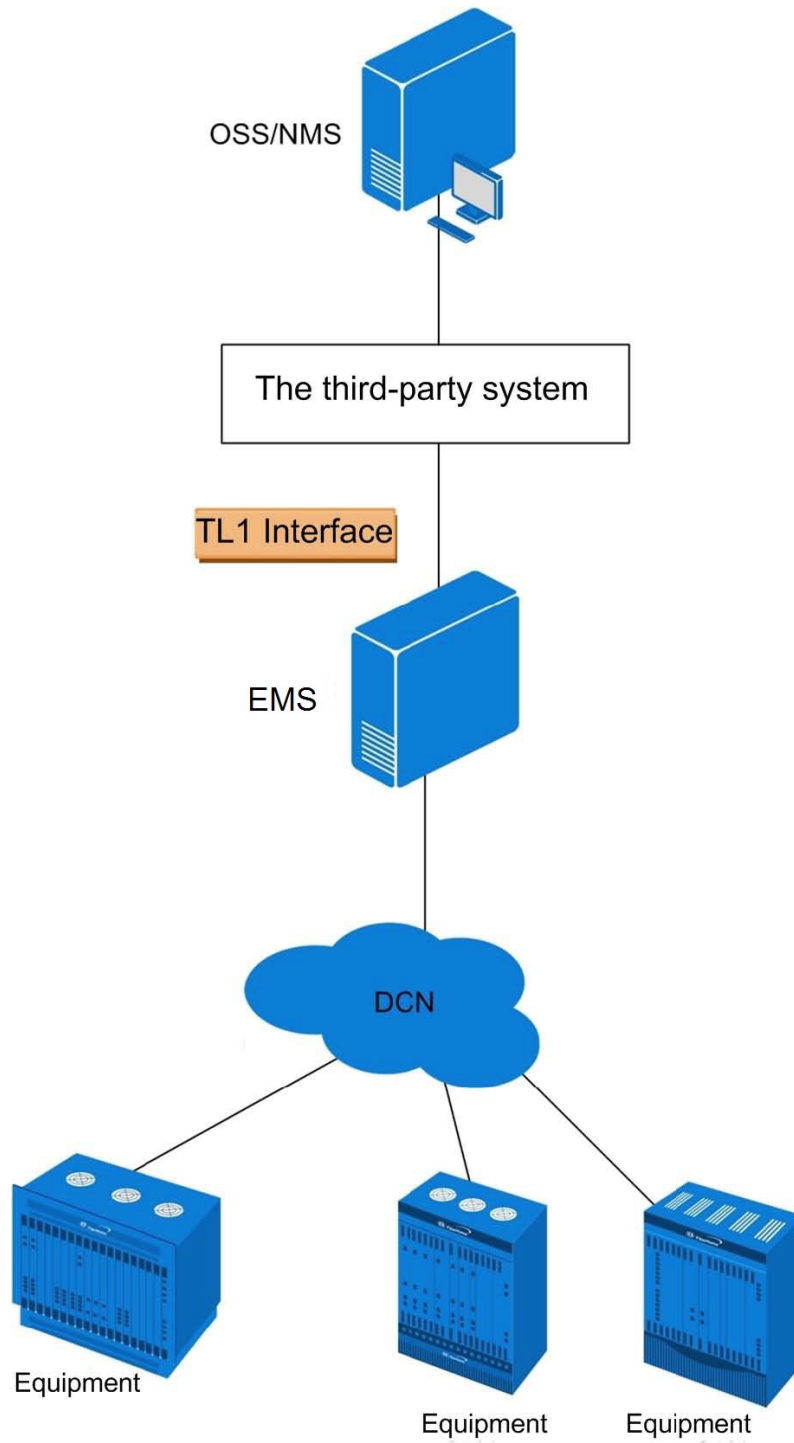 OSS/NMS
The third-party system
TL1 Interface
EMS
DCN
Equipment
Equipment
Equipment